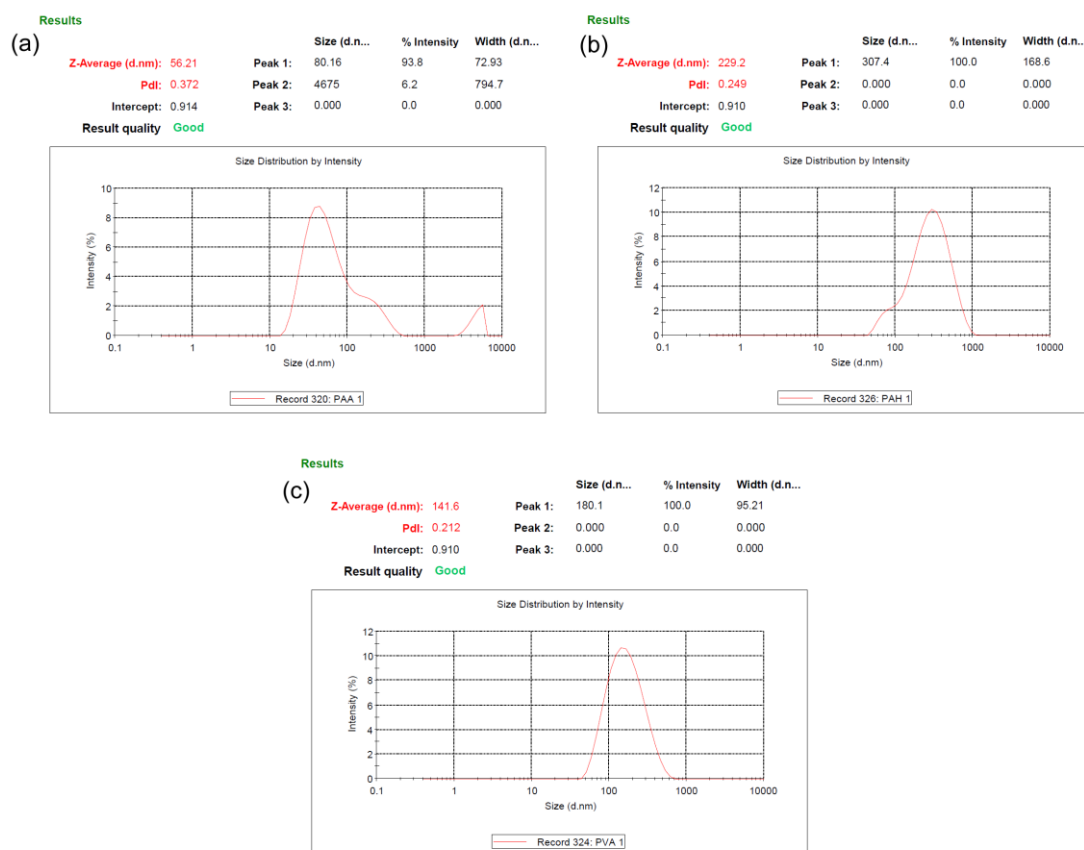 Results
(a)
Size (d.n... % Intensity Width (d.n...
Z-Average (d.nm): 56.21 Peak 1: 80.16 93.8 72.93
PdI: 0.372 Peak 2: 4675 6.2 794.7
Intercept: 0.914 Peak 3: 0.000 0.0 0.000
Result quality Good
Size Distribution by Intensity
Intensity (%)
10
8
6
4
2
0
0.1 1 10 100 1000 10000
Size (d.nm)
Record 320: PAA 1
Results
(b)
Size (d.n... % Intensity Width (d.n...
Z-Average (d.nm): 229.2 Peak 1: 307.4 100.0 168.6
PdI: 0.249 Peak 2: 0.000 0.0 0.000
Intercept: 0.910 Peak 3: 0.000 0.0 0.000
Result quality Good
Size Distribution by Intensity
Intensity (%)
12
10
8
6
4
2
0
0.1 1 10 100 1000 10000
Size (d.nm)
Record 326: PAH 1
Results
(c)
Size (d.n... % Intensity Width (d.n...
Z-Average (d.nm): 141.6 Peak 1: 180.1 100.0 95.21
PdI: 0.212 Peak 2: 0.000 0.0 0.000
Intercept: 0.910 Peak 3: 0.000 0.0 0.000
Result quality Good
Size Distribution by Intensity
Intensity (%)
12
10
8
6
4
2
0
0.1 1 10 100 1000 10000
Size (d.nm)
Record 324: PVA 1